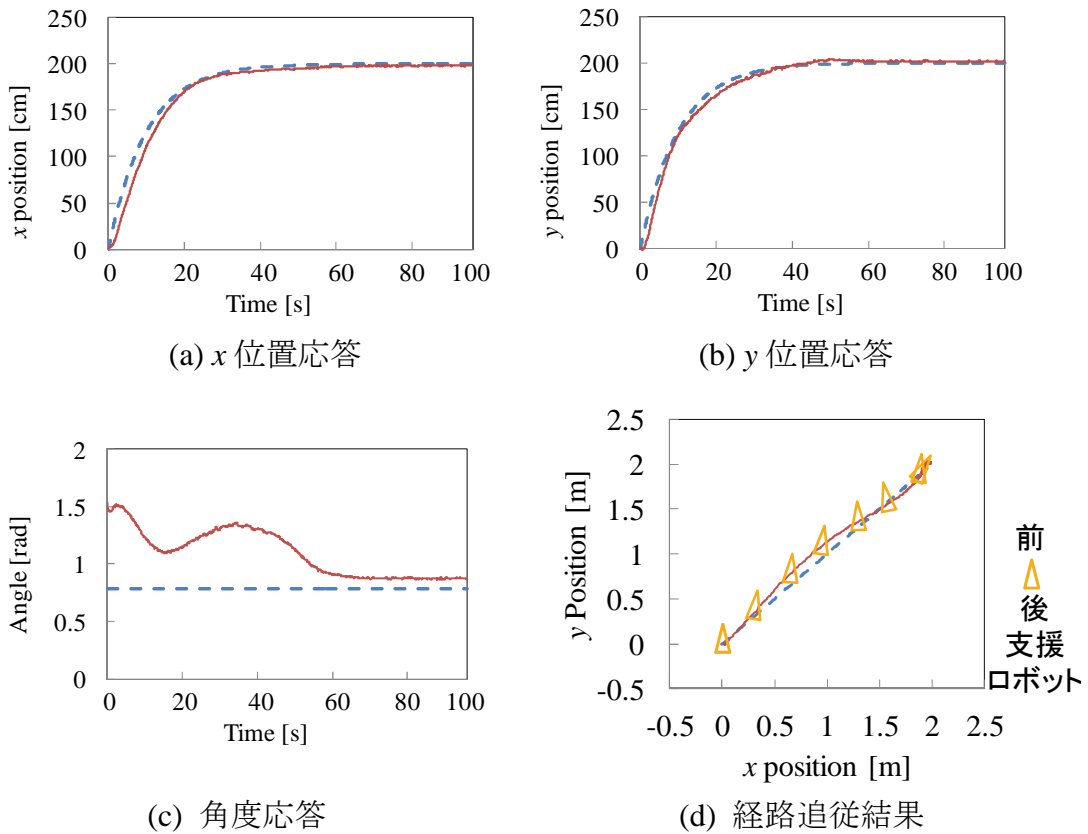 250
200
150
100
50
0
x position [cm]
0 20 40 60 80 100
Time [s]
(a) x 位置応答
250
200
150
100
50
0
y position [cm]
0 20 40 60 80 100
Time [s]
(b) y 位置応答
2
1.5
1
0.5
0
Angle [rad]
0 20 40 60 80 100
Time [s]
(c) 角度応答
2.5
2
1.5
1
0.5
0
-0.5
y Position [m]
-0.5 0 0.5 1 1.5 2 2.5
x position [m]
前
後
支援
ロボット
(d) 経路追従結果